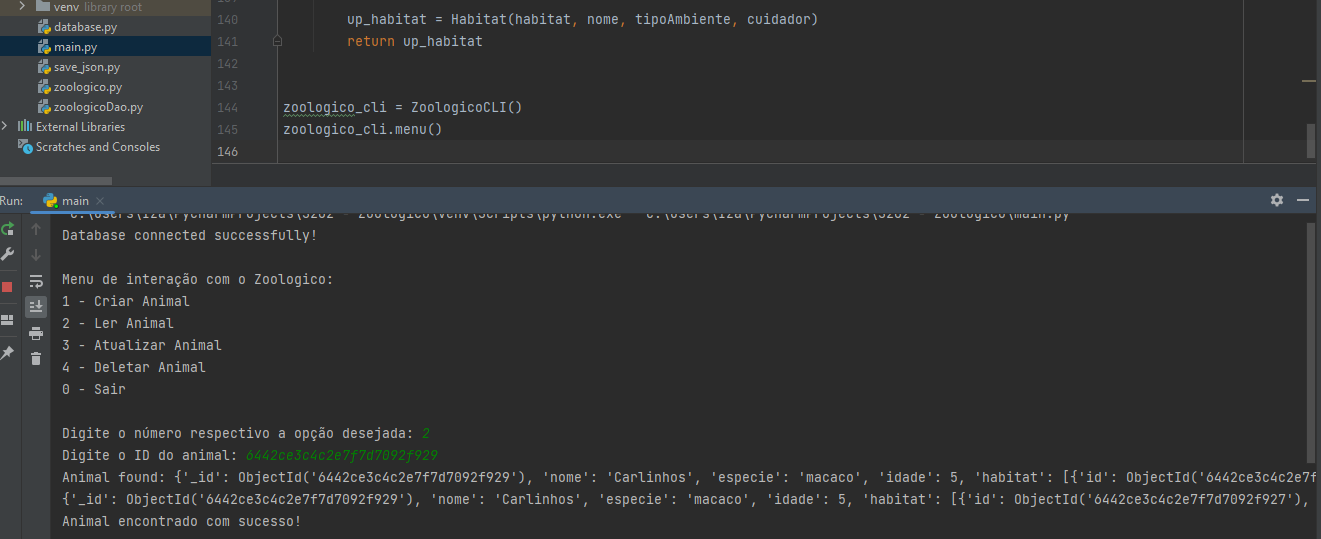 venv library root
database.py
main.py
save_json.py
zoologico.py
zoologicoDao.py
External Libraries
Scratches and Consoles
140 up_habitat = Habitat(habitat, nome, tipoAmbiente, cuidador)
141 return up_habitat
142
143
144 zoologico_cli = ZoologicoCLI()
145 zoologico_cli.menu()
146
Run: main
Database connected successfully!
Menu de interação com o Zoologico:
1 - Criar Animal
2 - Ler Animal
3 - Atualizar Animal
4 - Deletar Animal
0 - Sair
Digite o número respectivo a opção desejada: 2
Digite o ID do animal: 6442ce3c4c2e7f7d7092f929
Animal found: {'_id': ObjectId('6442ce3c4c2e7f7d7092f929'), 'nome': 'Carlinhos', 'especie': 'macaco', 'idade': 5, 'habitat': [{'id': ObjectId('6442ce3c4c2e7f7d7092f
{'_id': ObjectId('6442ce3c4c2e7f7d7092f929'), 'nome': 'Carlinhos', 'especie': 'macaco', 'idade': 5, 'habitat': [{'id': ObjectId('6442ce3c4c2e7f7d7092f927'),
Animal encontrado com sucesso!